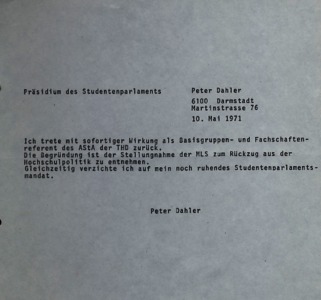 Präsidium des Studentenparlaments
Peter Dahler
6100 Darmstadt
Martinstrasse 76
10. Mai 1971
Ich trete mit sofortiger Wirkung als Basisgruppen- und Fachschaften-
referent des AStA der THD zurück.
Die Begründung ist der Stellungnahme der MLS zum Rückzug aus der
Hochschulpolitik zu entnehmen.
Gleichzeitig verzichte ich auf mein noch ruhendes Studentenparlaments-
mandat.
Peter Dahler